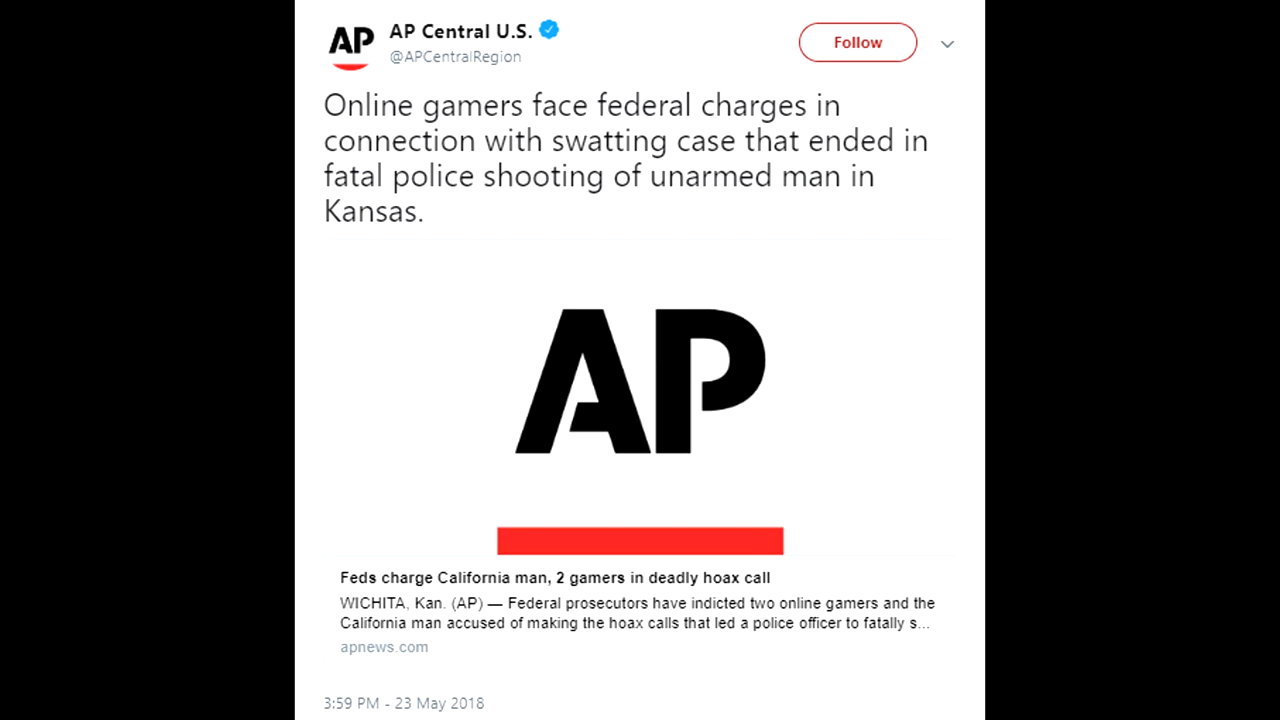 AP
AP Central U.S.
Follow
@APCentralRegion
Online gamers face federal charges in
connection with swatting case that ended in
fatal police shooting of unarmed man in
Kansas.
AP
Feds charge California man, 2 gamers in deadly hoax call
WICHITA, Kan. (AP) — Federal prosecutors have indicted two online gamers and the
California man accused of making the hoax calls that led a police officer to fatally s...
apnews.com
3:59 PM - 23 May 2018